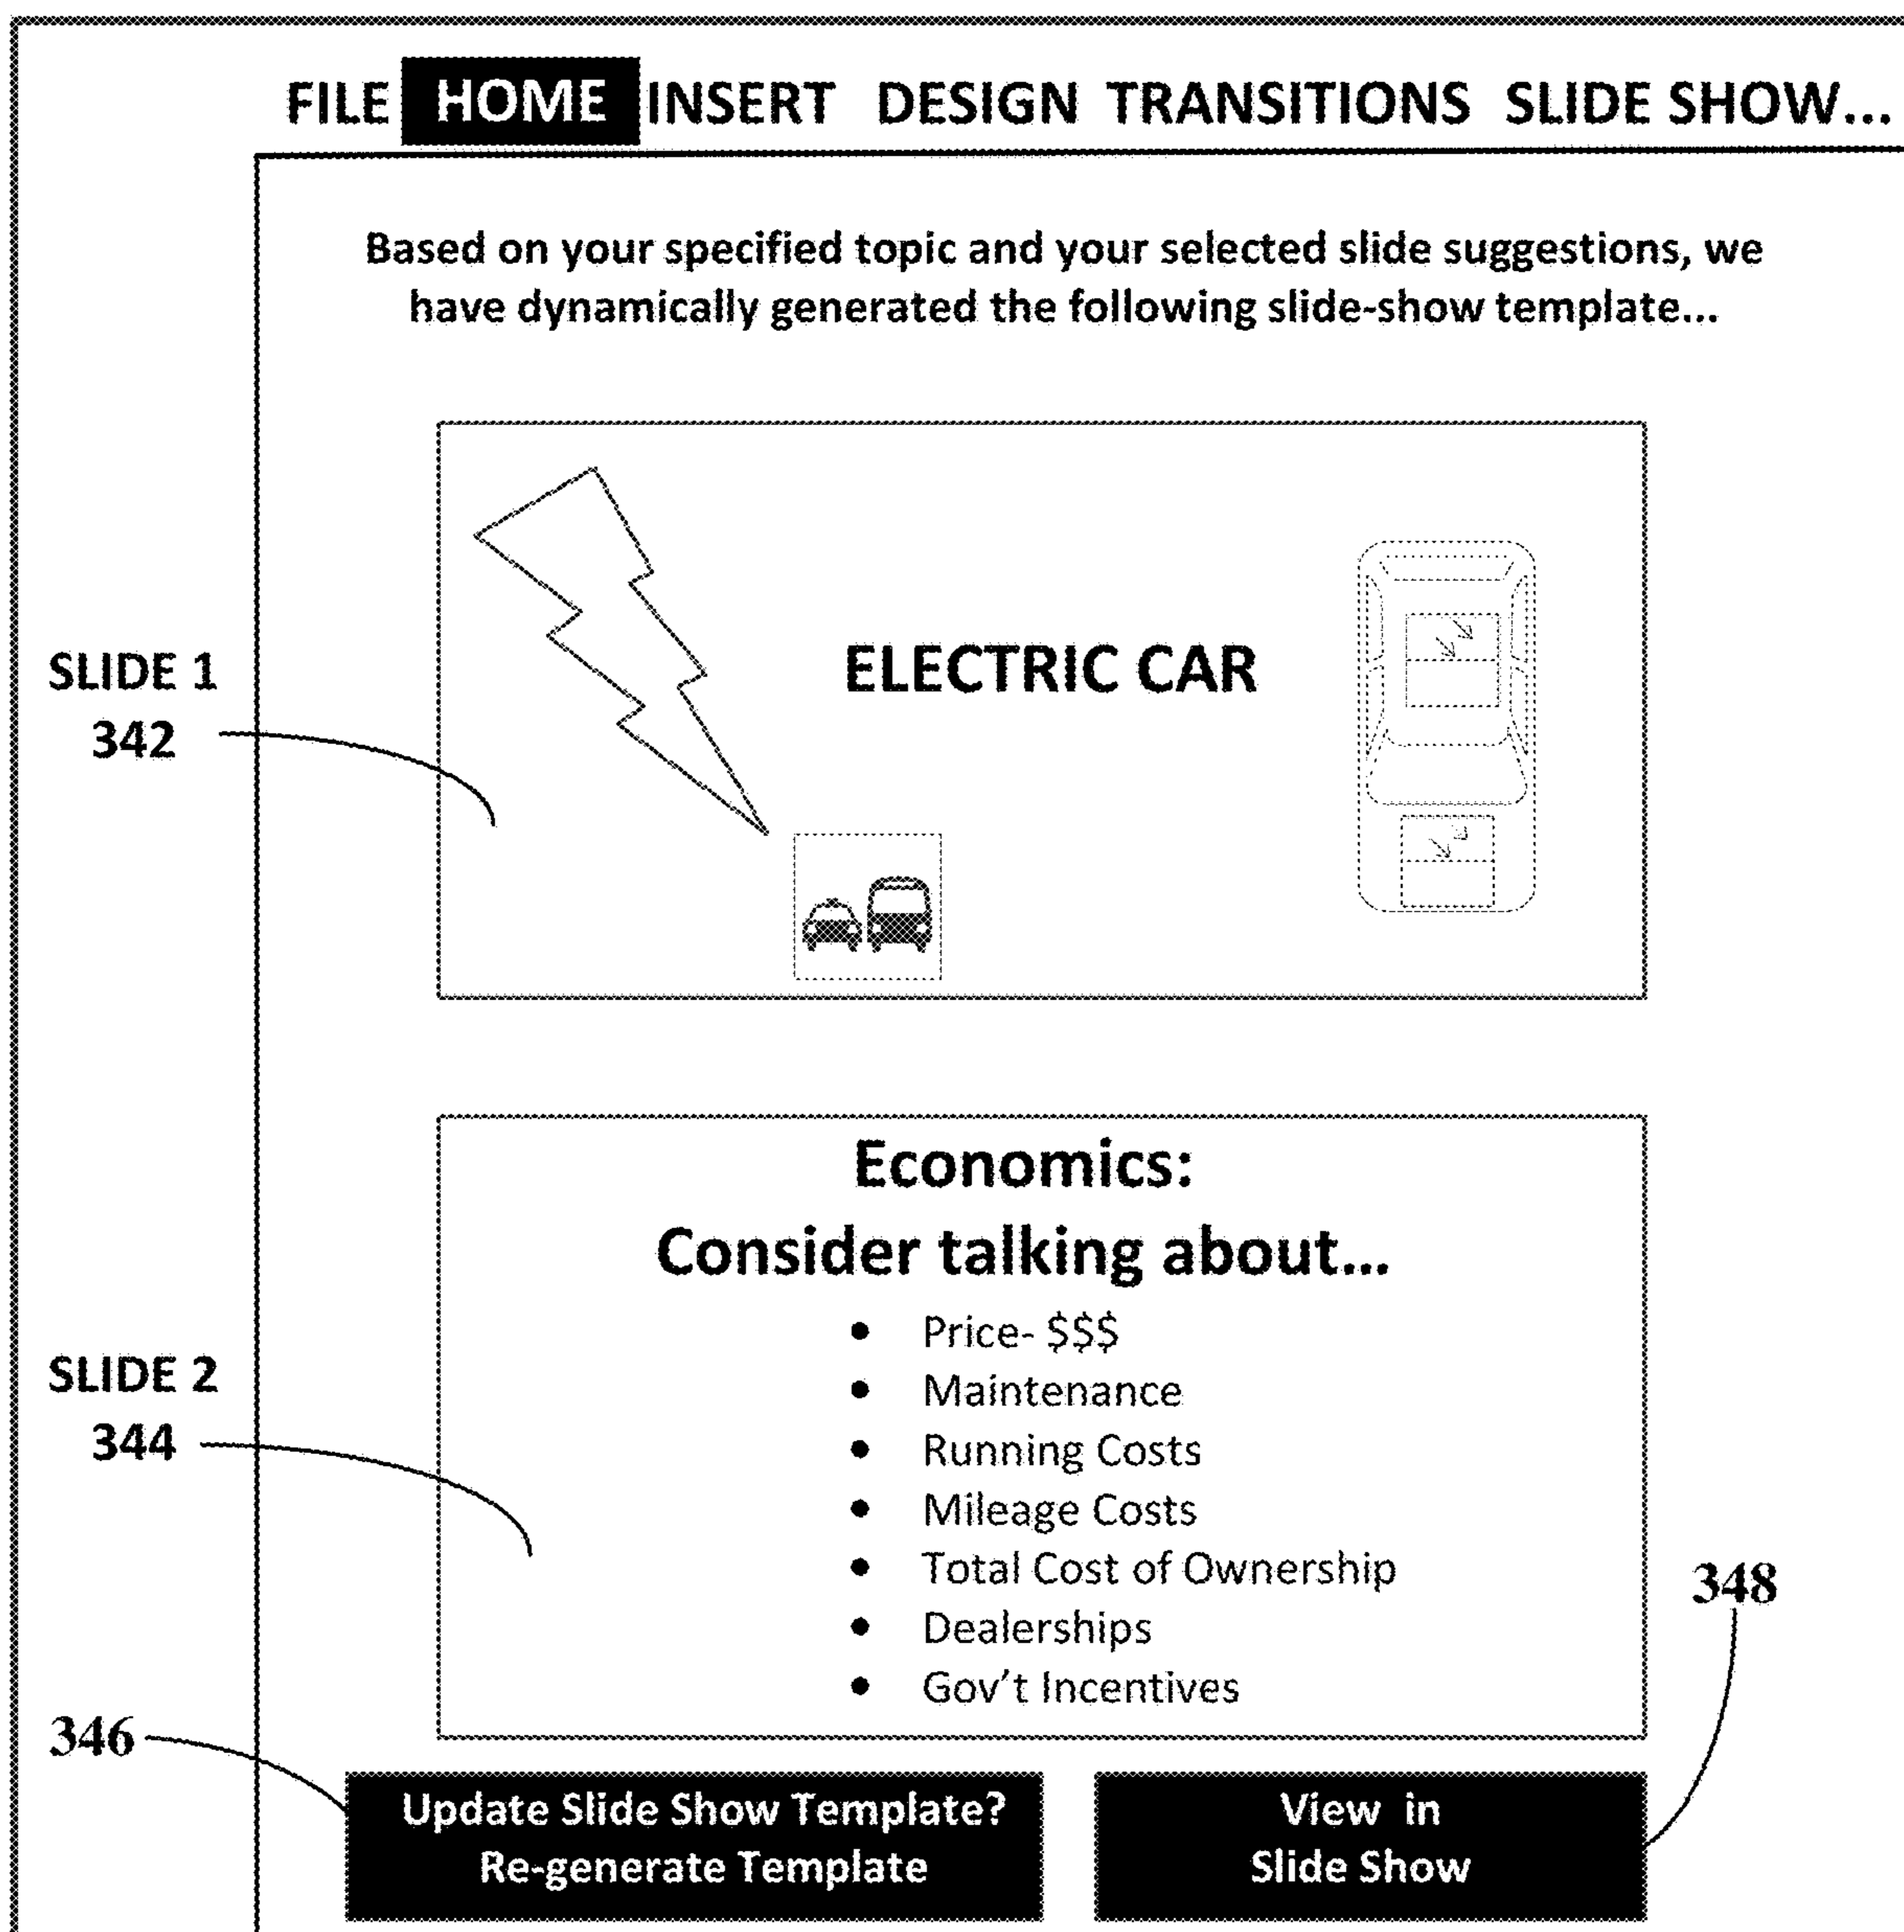 FILE HOME INSERT DESIGN TRANSITIONS SLIDE SHOW...
Based on your specified topic and your selected slide suggestions, we
have dynamically generated the following slide-show template...
SLIDE 1
342
ELECTRIC CAR
Economics:
Consider talking about...
• Price- $$$
• Maintenance
• Running Costs
• Mileage Costs
• Total Cost of Ownership
• Dealerships
• Gov't Incentives
SLIDE 2
344
348
346
Update Slide Show Template?
Re-generate Template
View in
Slide Show